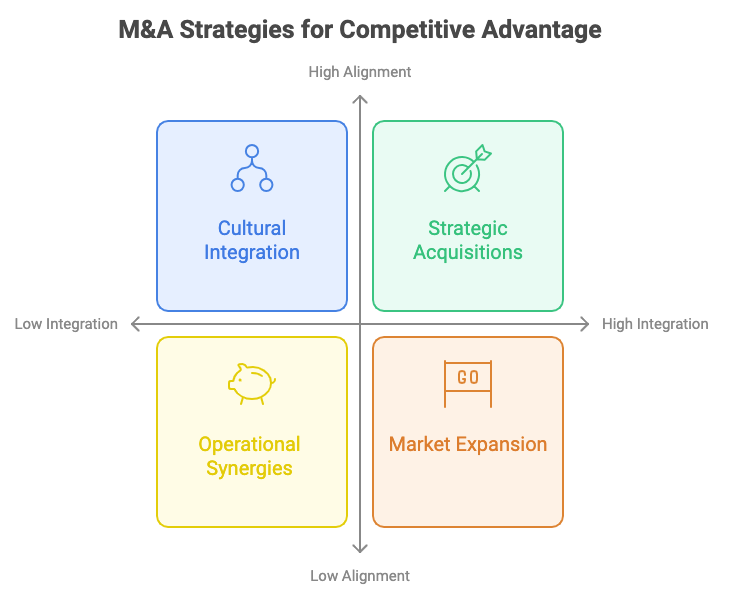 M&A Strategies for Competitive Advantage
High Alignment
Cultural
Integration
Strategic
Acquisitions
Low Integration
High Integration
GO
Operational
Synergies
Market Expansion
Low Alignment